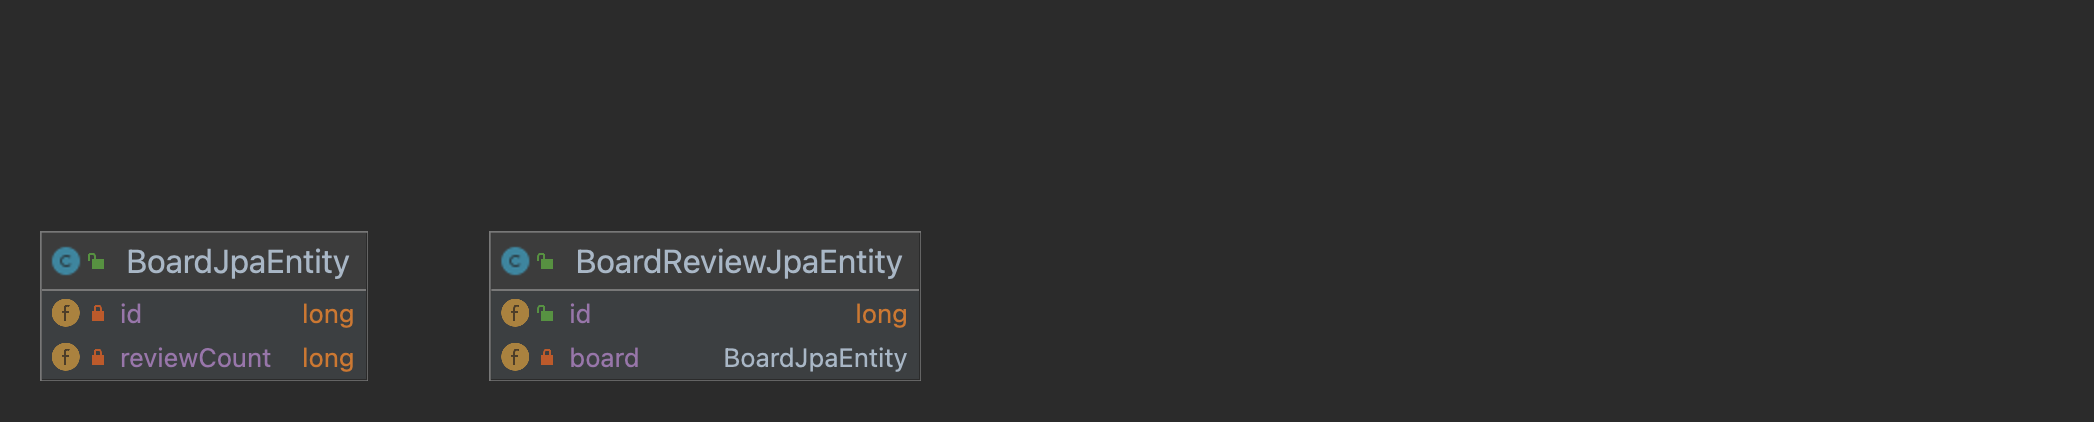 BoardJpaEntity
id long
reviewCount long
BoardReviewJpaEntity
id long
board BoardJpaEntity